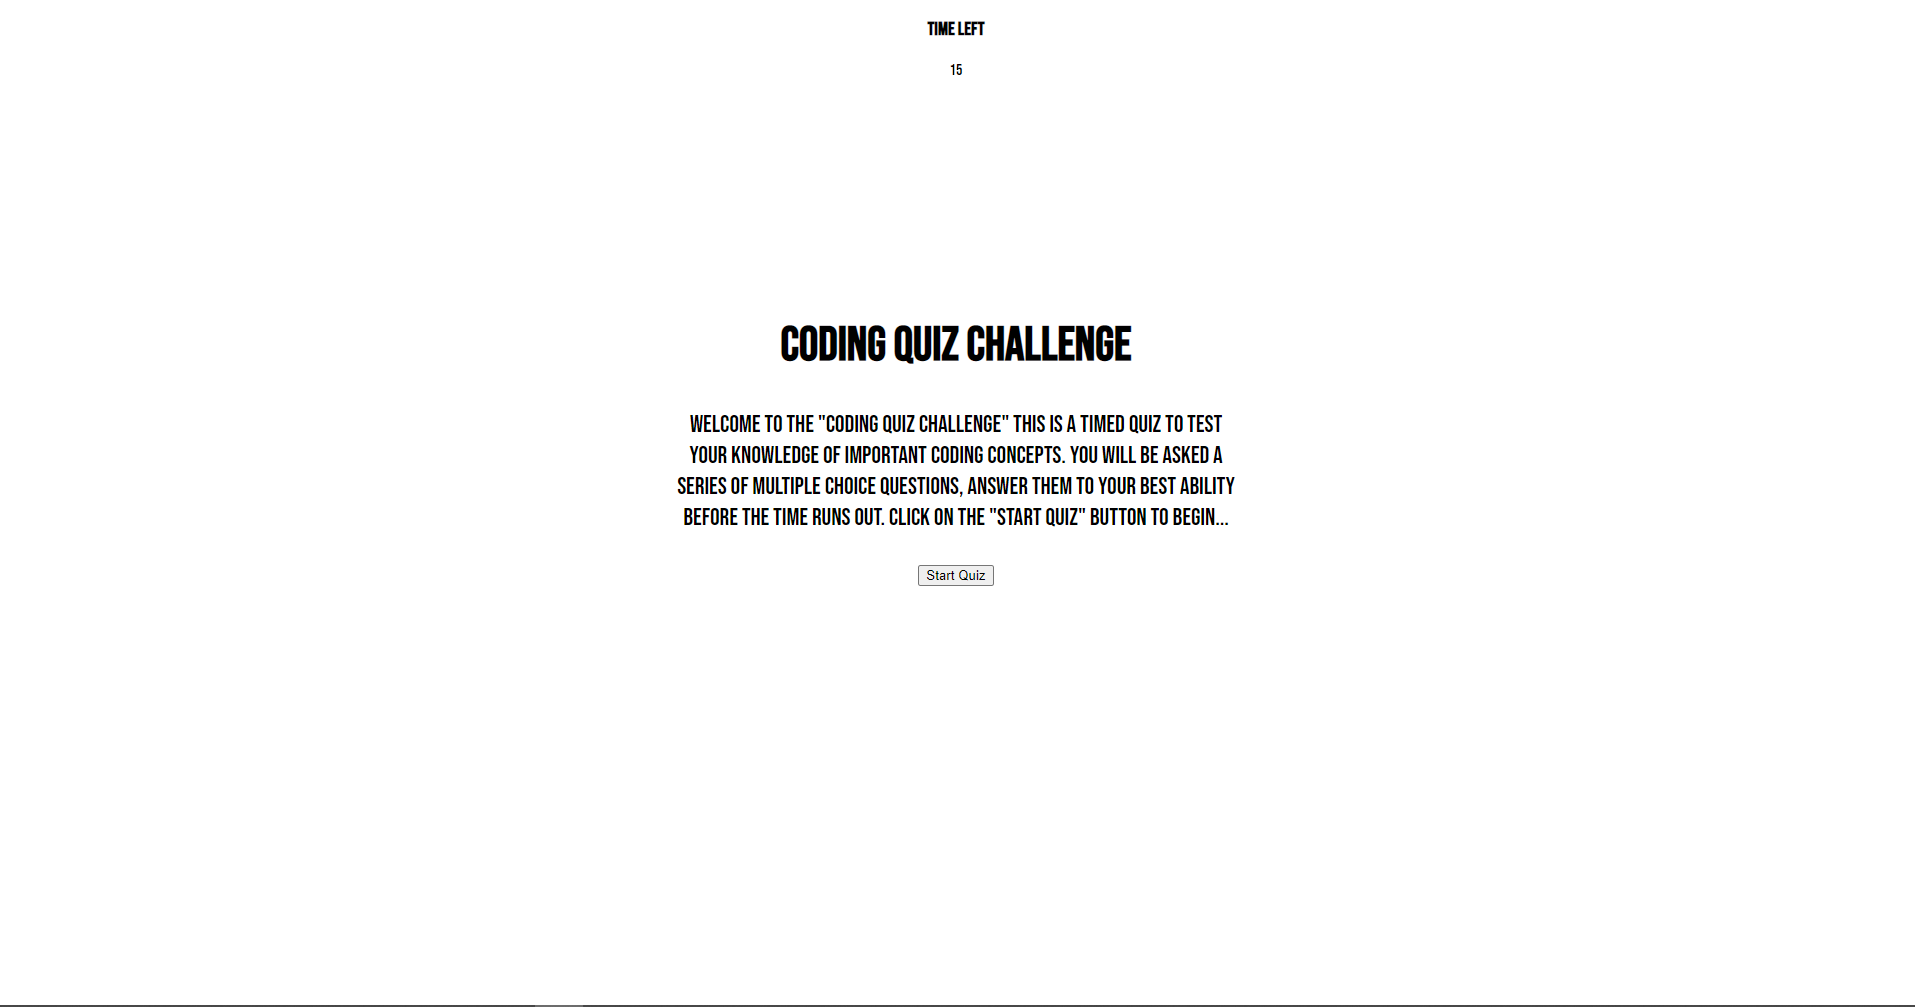 TIME LEFT
15
CODING QUIZ CHALLENGE
WELCOME TO THE "CODING QUIZ CHALLENGE" THIS IS A TIMED QUIZ TO TEST
YOUR KNOWLEDGE OF IMPORTANT CODING CONCEPTS. YOU WILL BE ASKED A
SERIES OF MULTIPLE CHOICE QUESTIONS, ANSWER THEM TO YOUR BEST ABILITY
BEFORE THE TIME RUNS OUT. CLICK ON THE "START QUIZ" BUTTON TO BEGIN...
Start Quiz